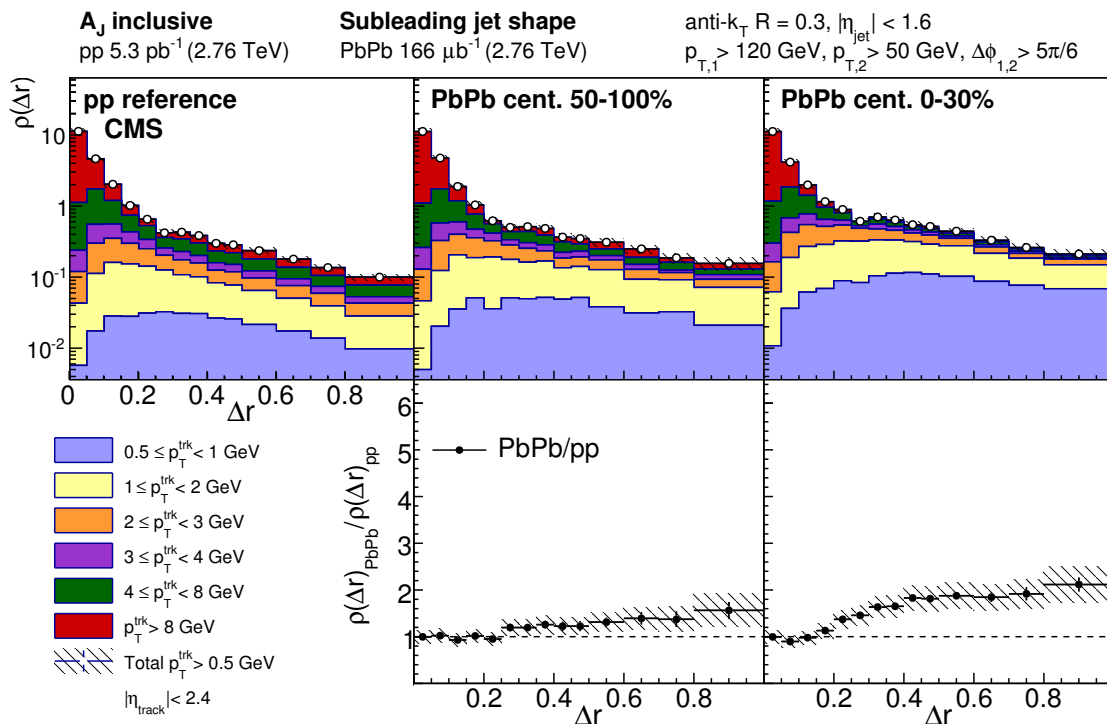 A_J inclusive
pp 5.3 pb⁻¹ (2.76 TeV)
Subleading jet shape
PbPb 166 μb⁻¹ (2.76 TeV)
anti-k_T R = 0.3, |η_jet| < 1.6
p_T,1 > 120 GeV, p_T,2 > 50 GeV, Δϕ_1,2 > 5π/6
ρ(Δr)
pp reference
CMS
PbPb cent. 50-100%
PbPb cent. 0-30%
10
1
10⁻¹
10⁻²
0 0.2 0.4 0.6 0.8
Δr
0.5 ≤ p_T^trk < 1 GeV
1 ≤ p_T^trk < 2 GeV
2 ≤ p_T^trk < 3 GeV
3 ≤ p_T^trk < 4 GeV
4 ≤ p_T^trk < 8 GeV
p_T^trk > 8 GeV
Total p_T^trk > 0.5 GeV
|η_track| < 2.4
ρ(Δr)_PbPb / ρ(Δr)_pp
6
5
4
3
2
1
PbPb/pp
0.2 0.4 0.6 0.8
Δr
0.2 0.4 0.6 0.8
Δr